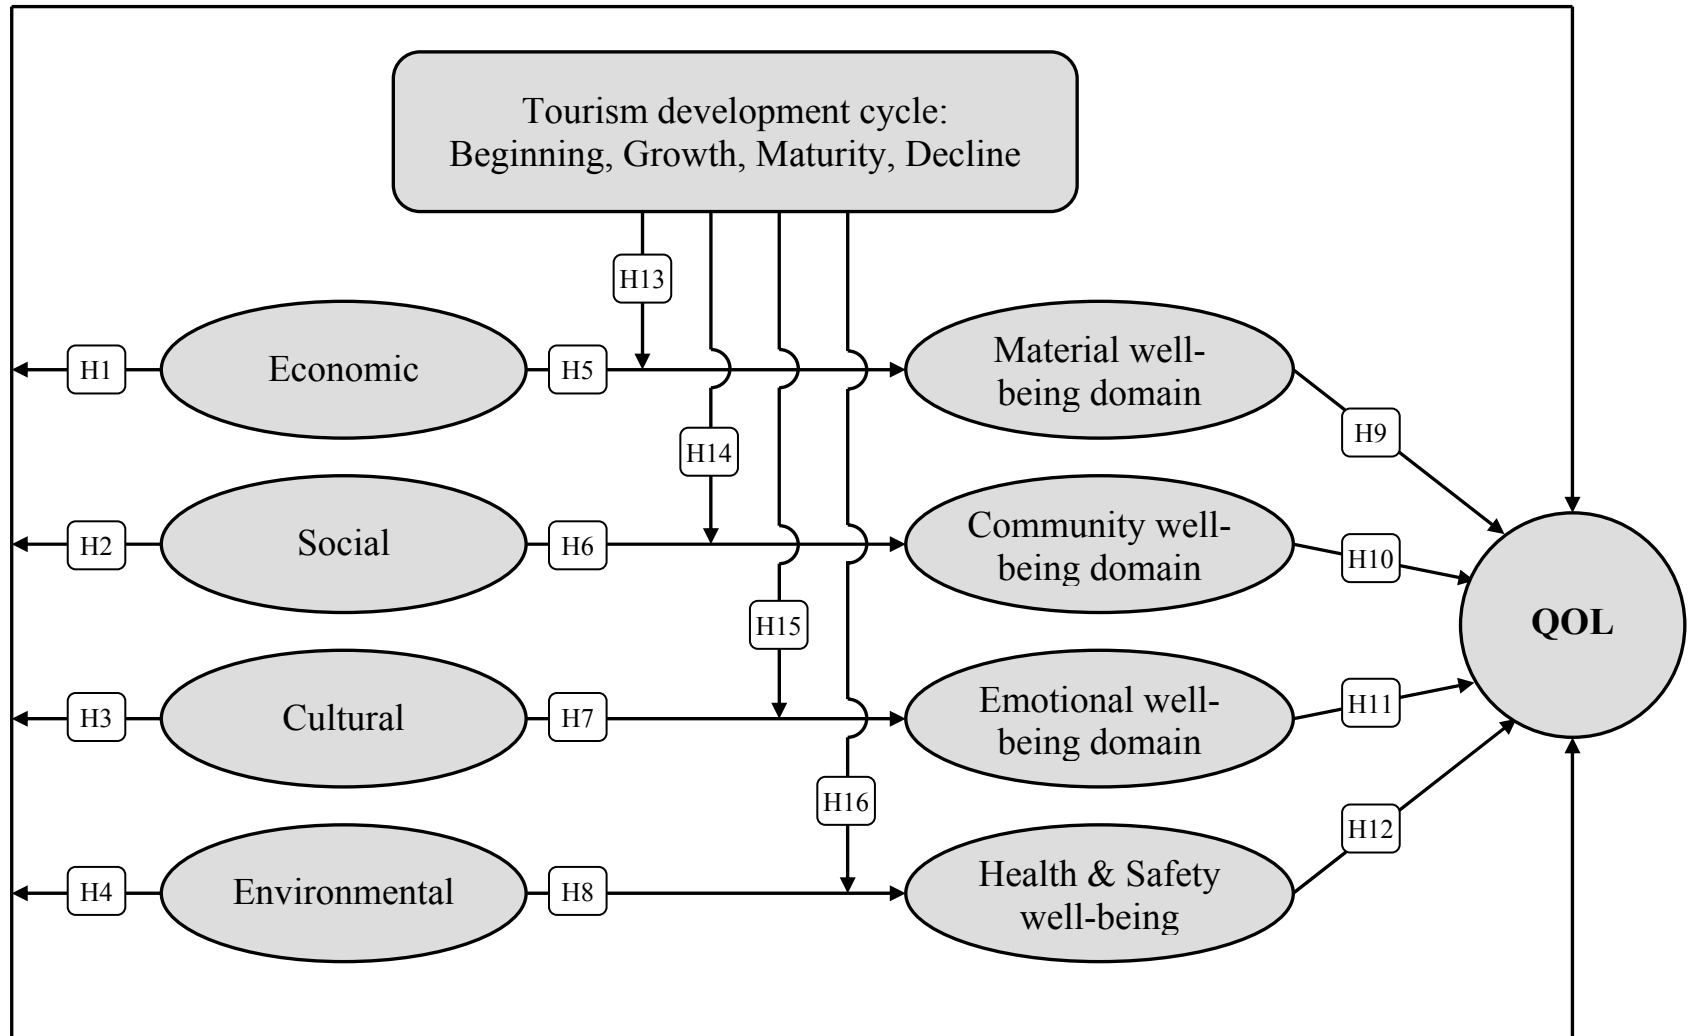 Tourism development cycle:
Beginning, Growth, Maturity, Decline
H13
H1
Economic
H5
Material well-
being domain
H9
H14
H2
Social
H6
Community well-
being domain
H10
QOL
H15
H3
Cultural
H7
Emotional well-
being domain
H11
H16
H12
H4
Environmental
H8
Health & Safety
well-being